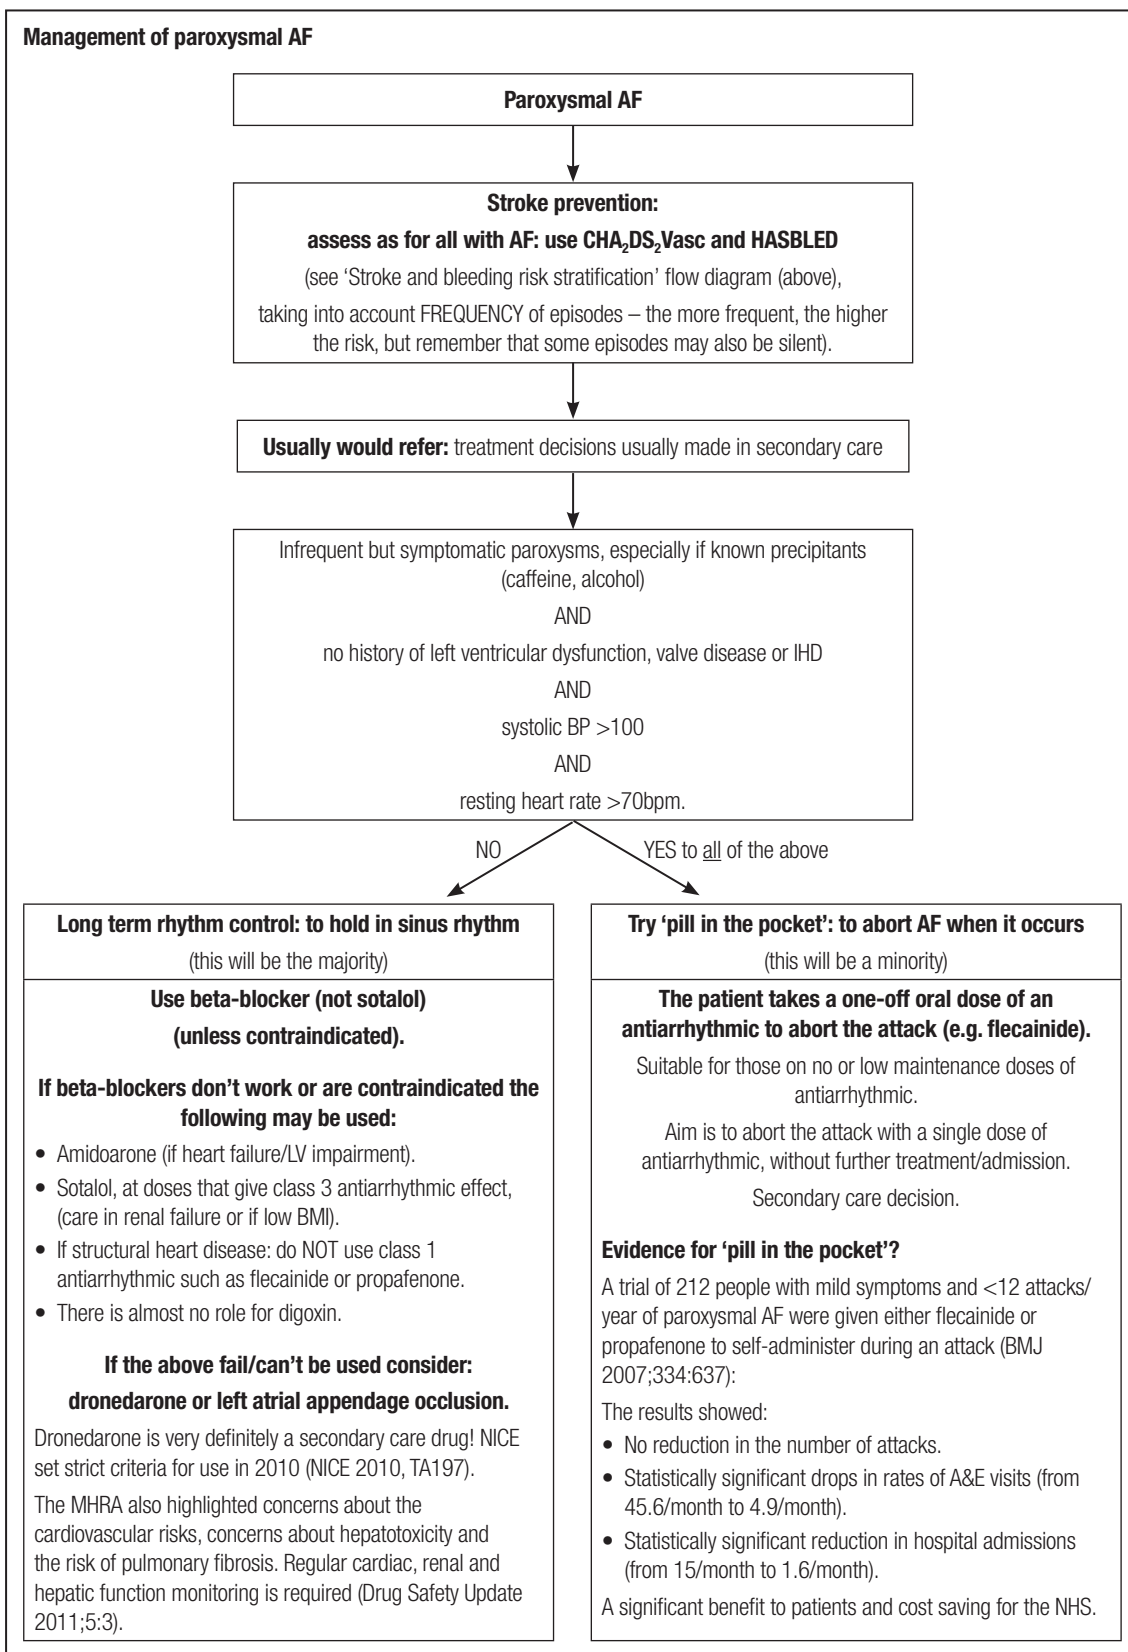 Management of paroxysmal AF
Paroxysmal AF
Stroke prevention:
assess as for all with AF: use CHA₂DS₂Vasc and HASBLED
(see ‘Stroke and bleeding risk stratification’ flow diagram (above),
taking into account FREQUENCY of episodes – the more frequent, the higher
the risk, but remember that some episodes may also be silent).
Usually would refer: treatment decisions usually made in secondary care
Infrequent but symptomatic paroxysms, especially if known precipitants
(caffeine, alcohol)
AND
no history of left ventricular dysfunction, valve disease or IHD
AND
systolic BP >100
AND
resting heart rate >70bpm.
NO
YES to all of the above
Long term rhythm control: to hold in sinus rhythm
(this will be the majority)
Use beta-blocker (not sotalol)
(unless contraindicated).
If beta-blockers don’t work or are contraindicated the
following may be used:
• Amidoarone (if heart failure/LV impairment).
• Sotalol, at doses that give class 3 antiarrhythmic effect,
(care in renal failure or if low BMI).
• If structural heart disease: do NOT use class 1
antiarrhythmic such as flecainide or propafenone.
• There is almost no role for digoxin.
If the above fail/can’t be used consider:
dronedarone or left atrial appendage occlusion.
Dronedarone is very definitely a secondary care drug! NICE
set strict criteria for use in 2010 (NICE 2010, TA197).
The MHRA also highlighted concerns about the
cardiovascular risks, concerns about hepatotoxicity and
the risk of pulmonary fibrosis. Regular cardiac, renal and
hepatic function monitoring is required (Drug Safety Update
2011;5:3).
Try ‘pill in the pocket’: to abort AF when it occurs
(this will be a minority)
The patient takes a one-off oral dose of an
antiarrhythmic to abort the attack (e.g. flecainide).
Suitable for those on no or low maintenance doses of
antiarrhythmic.
Aim is to abort the attack with a single dose of
antiarrhythmic, without further treatment/admission.
Secondary care decision.
Evidence for ‘pill in the pocket’?
A trial of 212 people with mild symptoms and <12 attacks/
year of paroxysmal AF were given either flecainide or
propafenone to self-administer during an attack (BMJ
2007;334:637):
The results showed:
• No reduction in the number of attacks.
• Statistically significant drops in rates of A&E visits (from
45.6/month to 4.9/month).
• Statistically significant reduction in hospital admissions
(from 15/month to 1.6/month).
A significant benefit to patients and cost saving for the NHS.